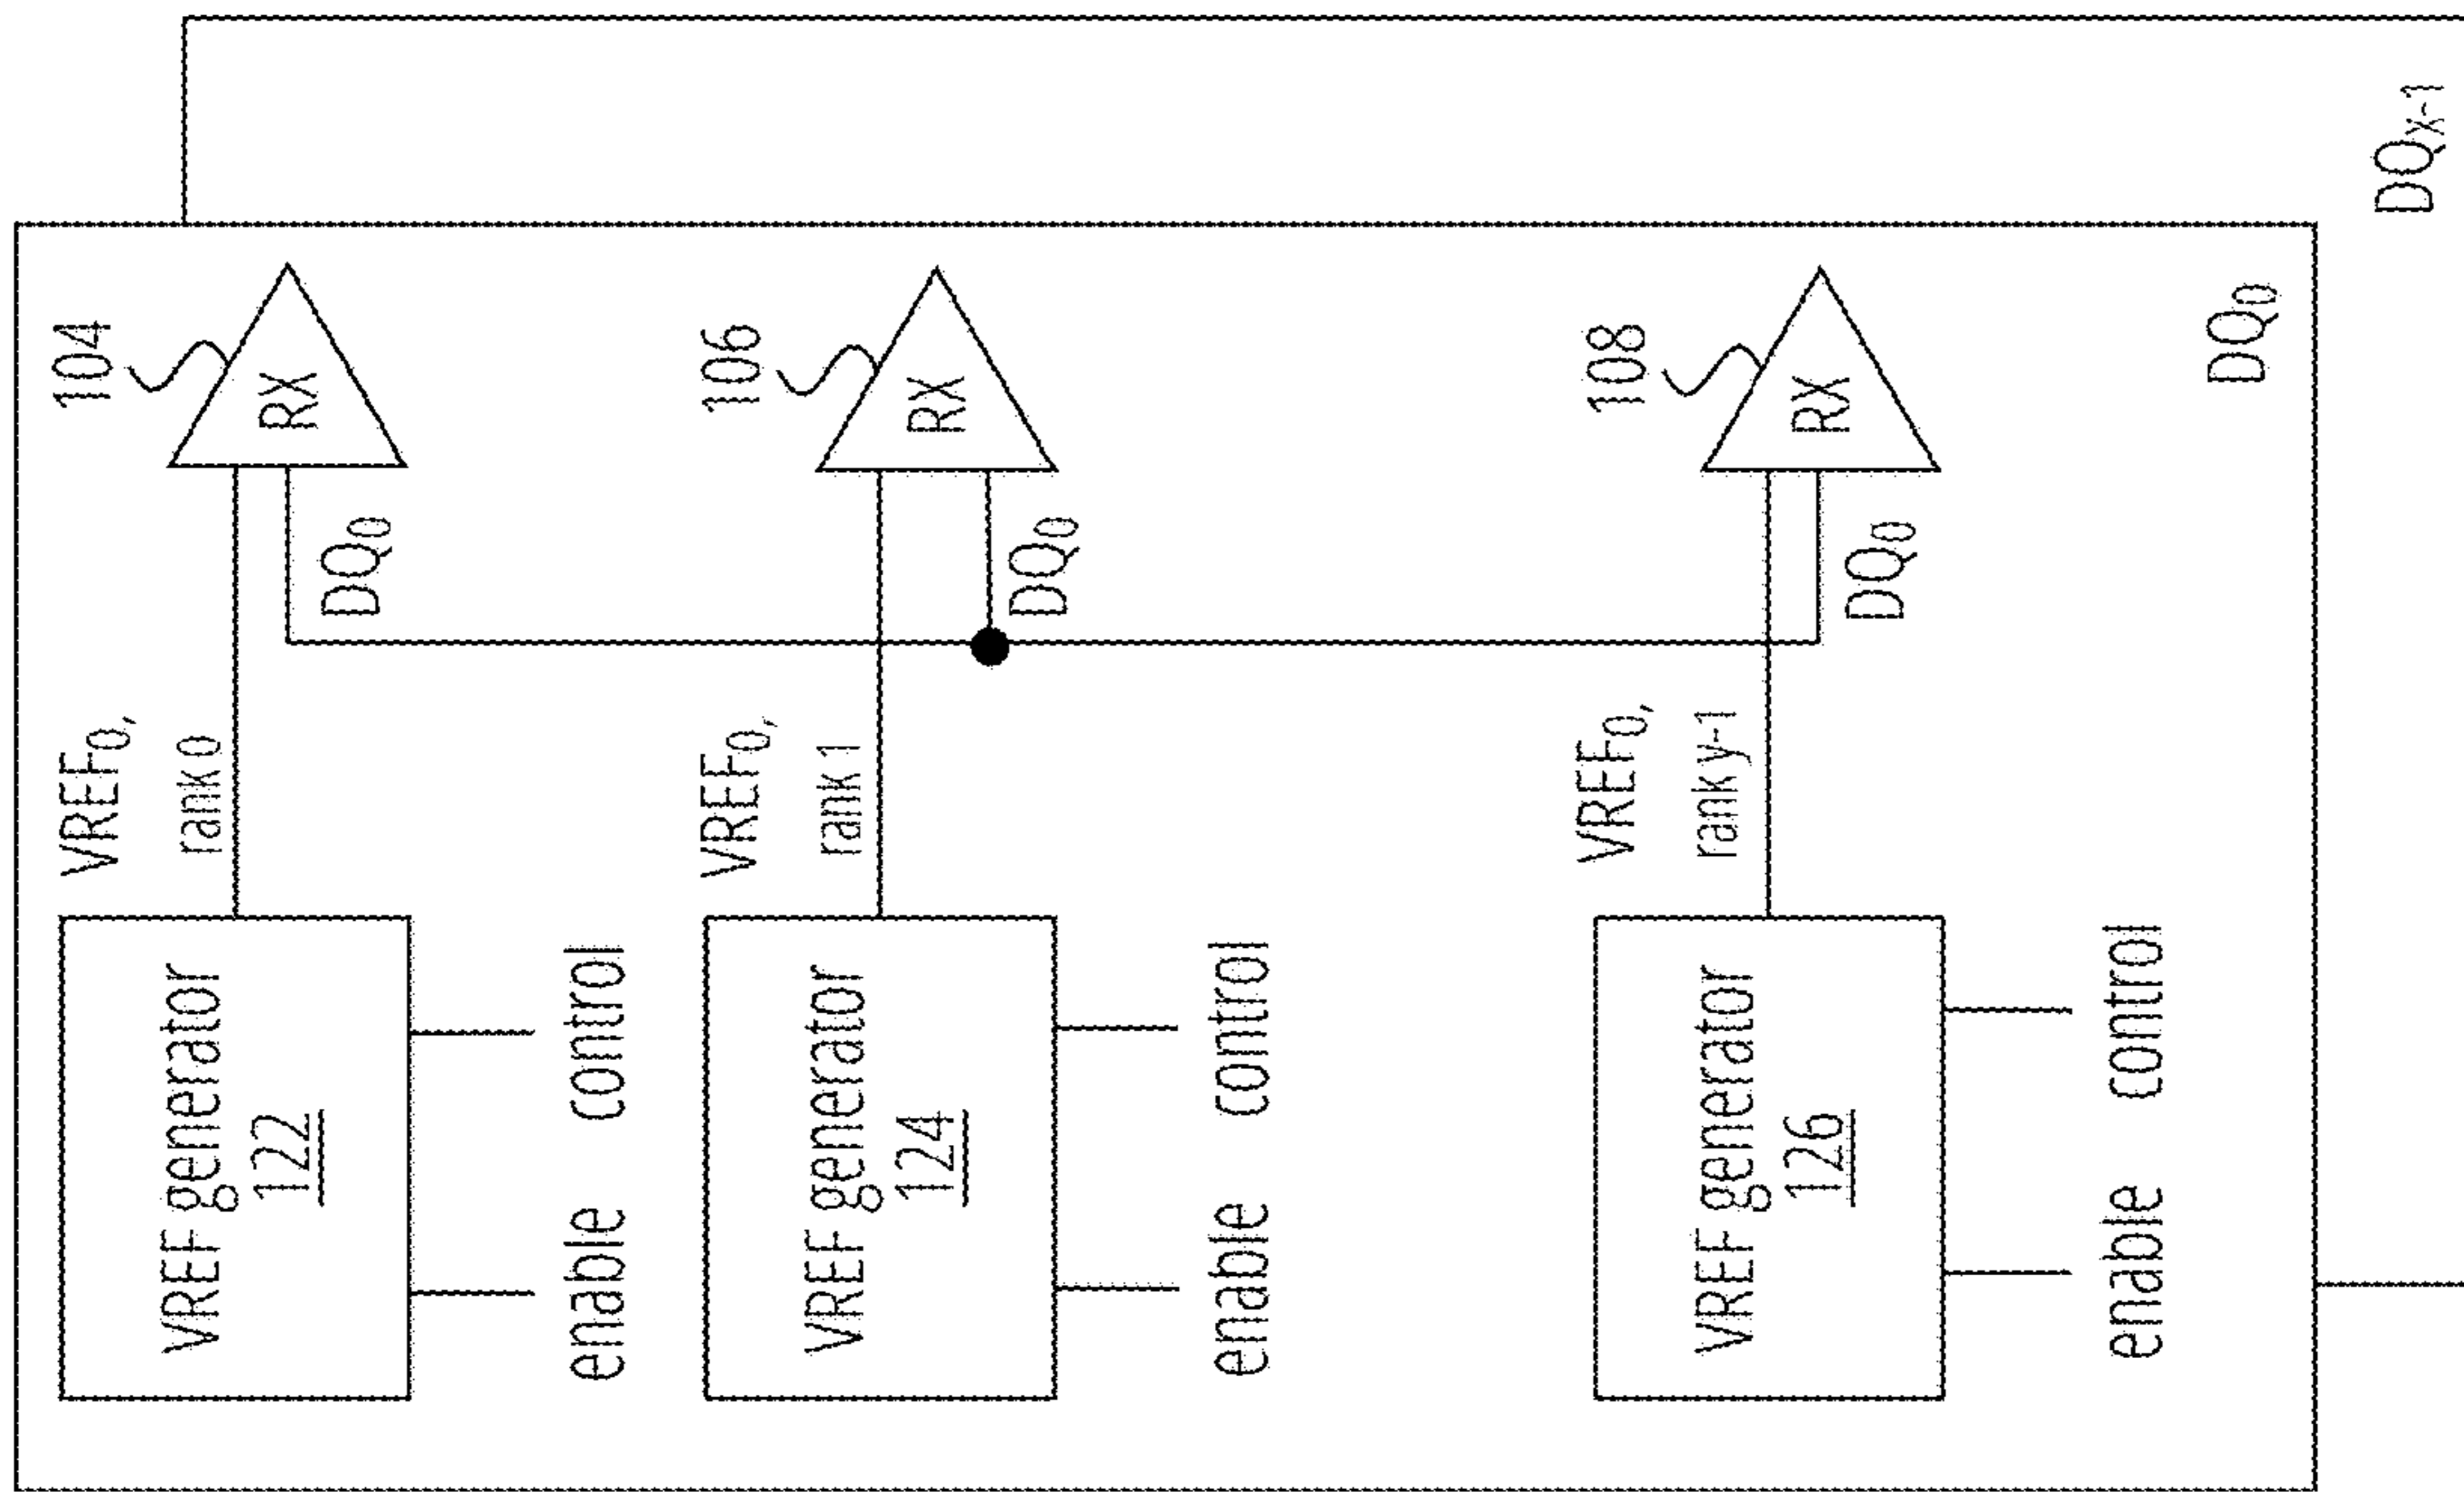 VREF generator
122
enable
control
VREF0,
rank 0
DQ0
RX
104
VREF generator
124
enable
control
VREF0,
rank 1
DQ0
RX
106
VREF generator
126
enable
control
VREF0,
rank y-1
DQ0
RX
108
DQ0
DQx-1